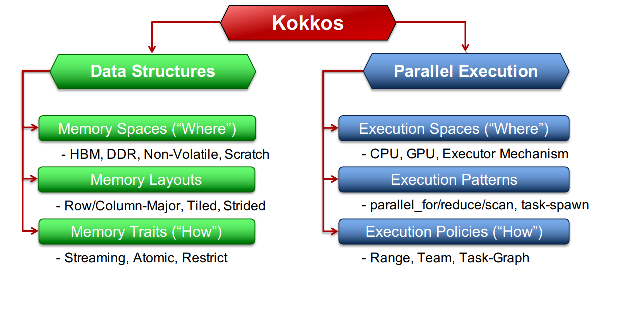 Kokkos
Data Structures
Parallel Execution
Memory Spaces (“Where”)
- HBM, DDR, Non-Volatile, Scratch
Memory Layouts
- Row/Column-Major, Tiled, Strided
Memory Traits (“How”)
- Streaming, Atomic, Restrict
Execution Spaces (“Where”)
- CPU, GPU, Executor Mechanism
Execution Patterns
- parallel_for/reduce/scan, task-spawn
Execution Policies (“How”)
- Range, Team, Task-Graph